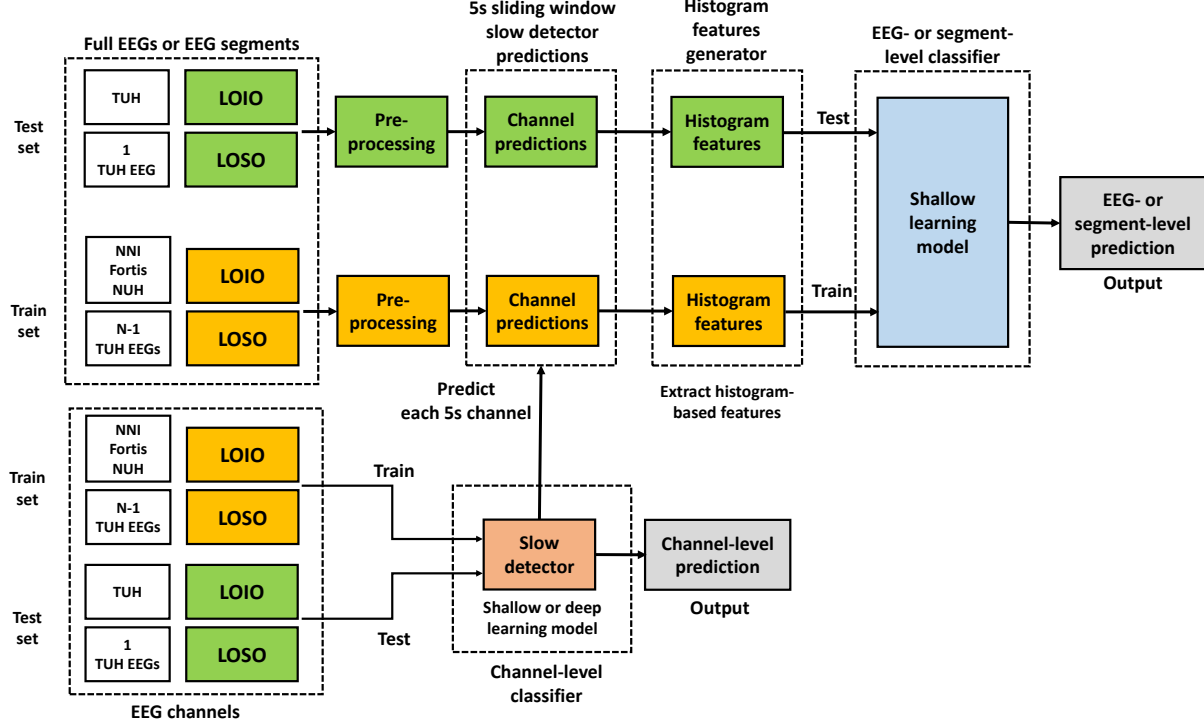 Full EEGs or EEG segments
5s sliding window
slow detector
predictions
Histogram
features
generator
EEG- or segment-
level classifier
Test
set
TUH
LOIO
1
TUH EEG
LOSO
Pre-
processing
Channel
predictions
Histogram
features
Test
Shallow
learning
model
EEG- or
segment-level
prediction
Output
Train
set
NNI
Fortis
NUH
LOIO
N-1
TUH EEGs
LOSO
Pre-
processing
Channel
predictions
Histogram
features
Train
Predict
each 5s channel
Extract histogram-
based features
Train
set
NNI
Fortis
NUH
LOIO
N-1
TUH EEGs
LOSO
Train
Test
set
TUH
LOIO
1
TUH EEGs
LOSO
Test
Slow
detector
Shallow or deep
learning model
Channel-level
prediction
Output
Channel-level
classifier
EEG channels